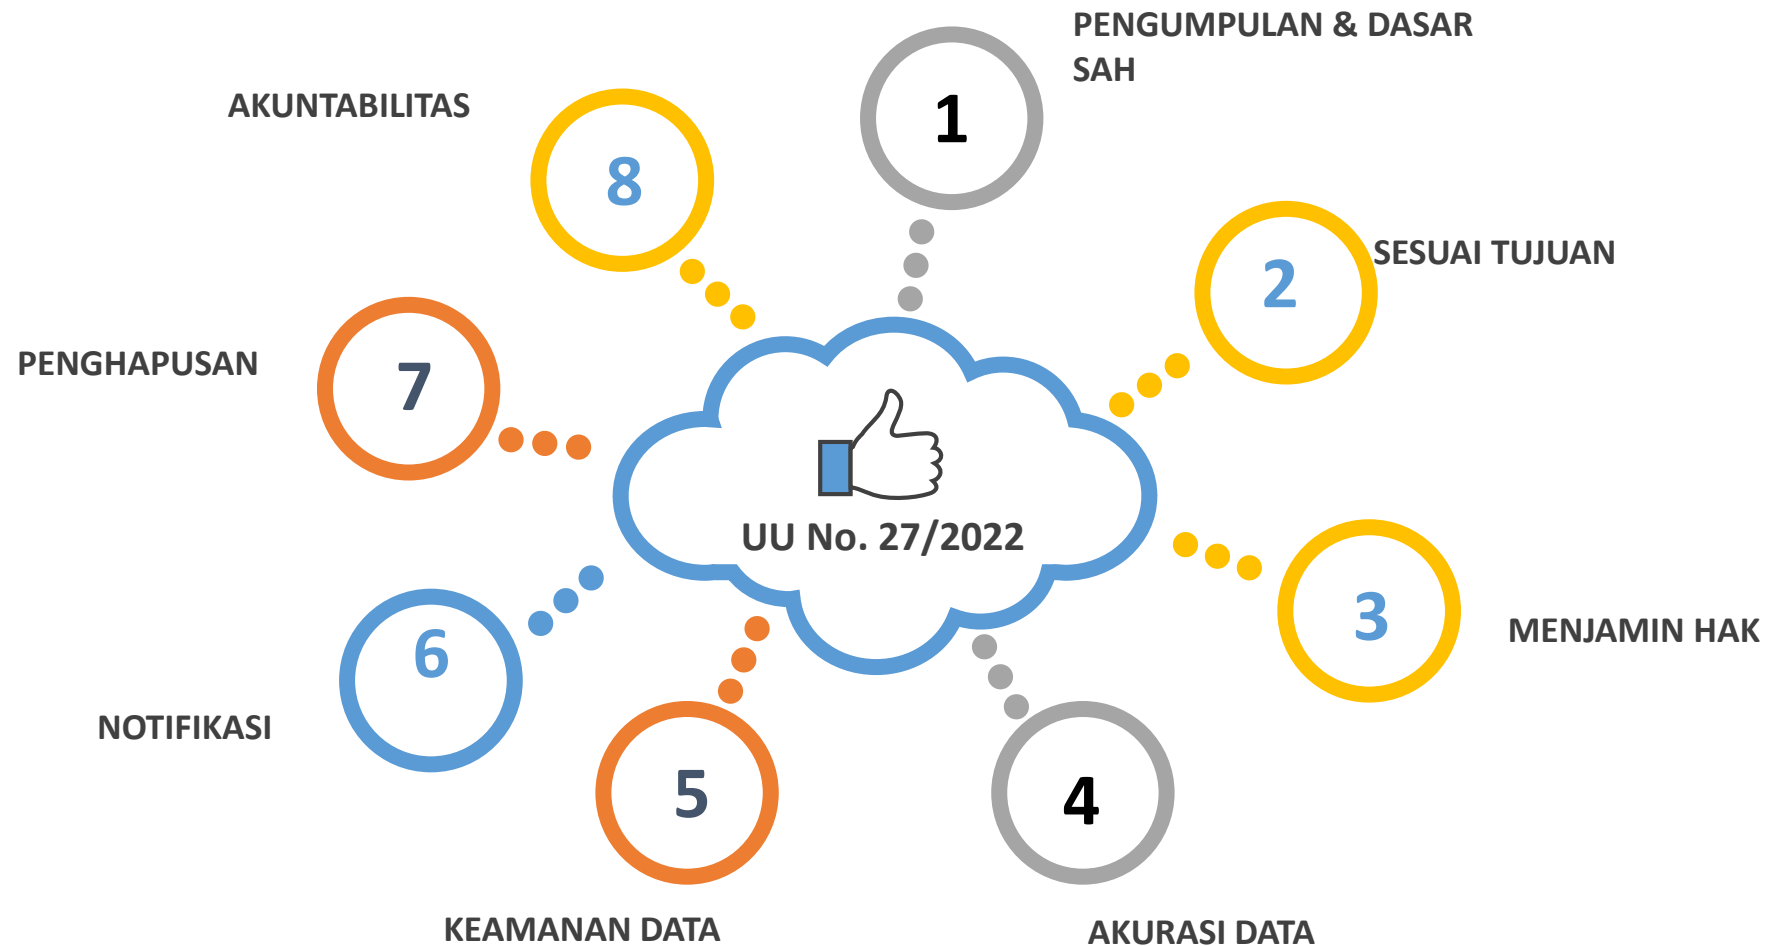 PENGUMPULAN & DASAR
SAH
1
SESUAI TUJUAN
2
MENJAMIN HAK
3
AKURASI DATA
4
KEAMANAN DATA
5
NOTIFIKASI
6
PENGHAPUSAN
7
AKUNTABILITAS
8
UU No. 27/2022